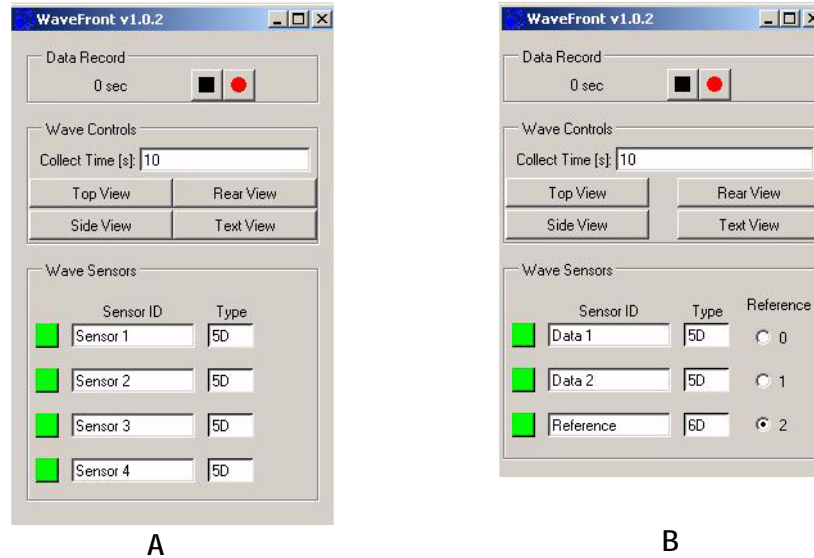 WaveFront v1.0.2
Data Record
0 sec
Wave Controls
Collect Time [s]: 10
Top View Rear View
Side View Text View
Wave Sensors
Sensor ID Type
Sensor 1 5D
Sensor 2 5D
Sensor 3 5D
Sensor 4 5D
A
WaveFront v1.0.2
Data Record
0 sec
Wave Controls
Collect Time [s]: 10
Top View Rear View
Side View Text View
Wave Sensors
Sensor ID Type Reference
Data 1 5D 0
Data 2 5D 1
Reference 6D 2
B